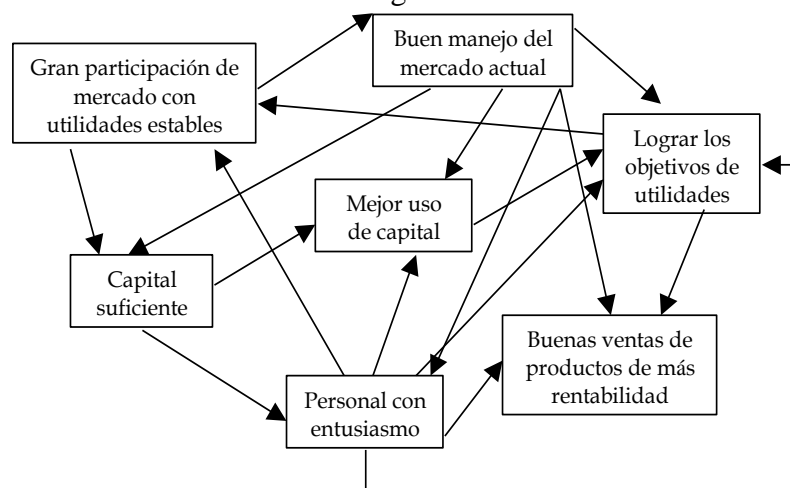 Buen manejo del
mercado actual
Gran participación de
mercado con
utilidades estables
Lograr los
objetivos de
utilidades
Mejor uso
de capital
Capital
suficiente
Buenas ventas de
productos de más
rentabilidad
Personal con
entusiasmo